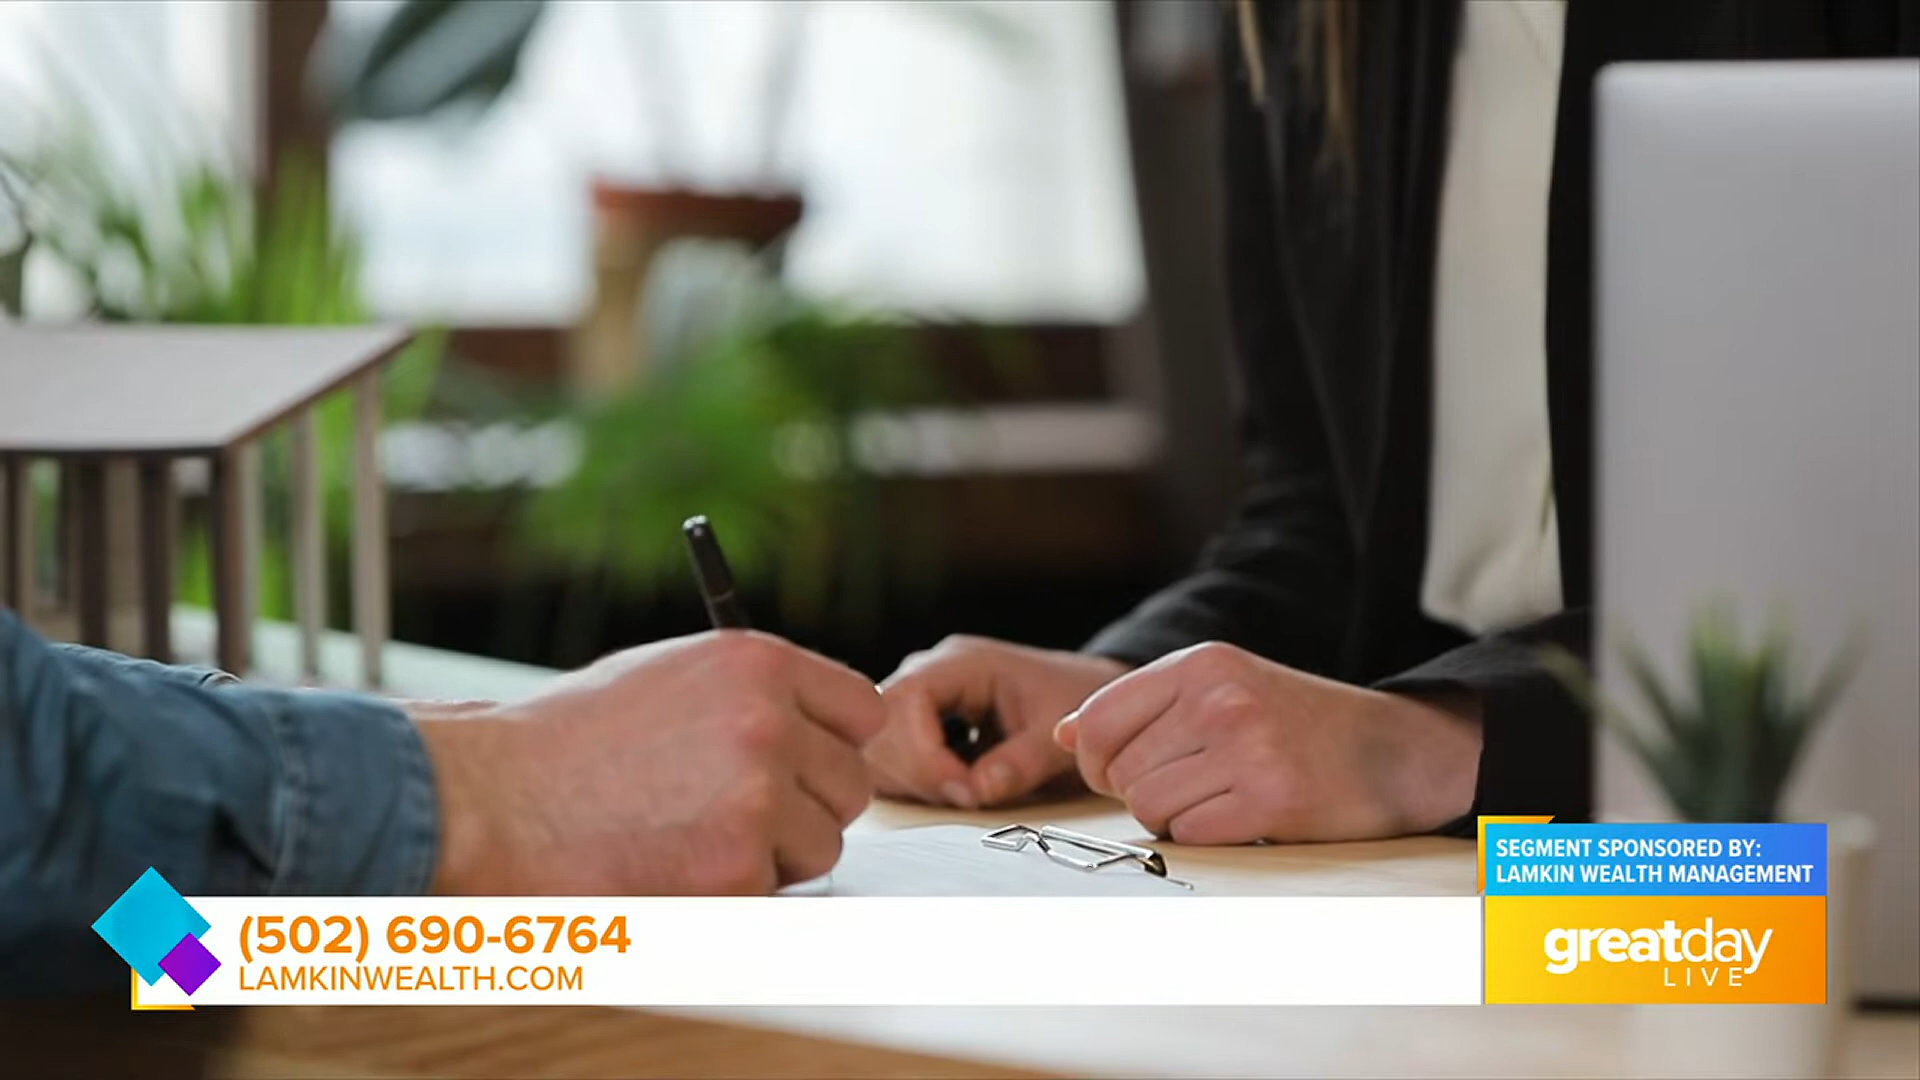 SEGMENT SPONSORED BY:
LAMKIN WEALTH MANAGEMENT
(502) 690-6764
LAMKINWEALTH.COM
greatday
LIVE